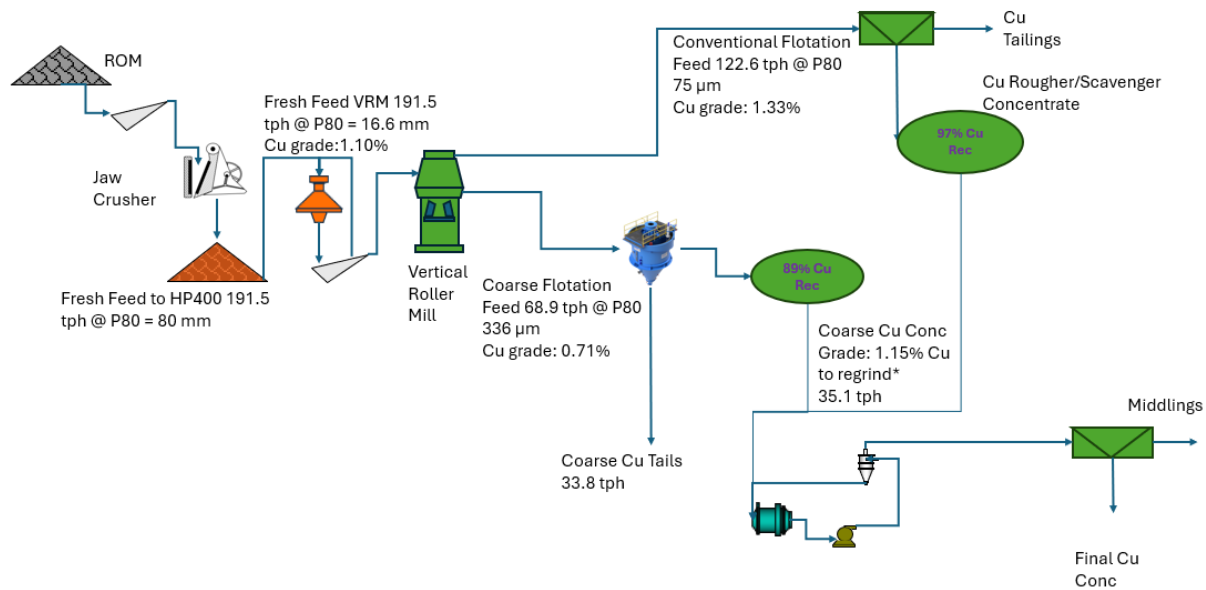 ROM
Jaw
Crusher
Fresh Feed to HP400 191.5
tph @ P80 = 80 mm
Fresh Feed VRM 191.5
tph @ P80 = 16.6 mm
Cu grade:1.10%
Vertical
Roller
Mill
Conventional Flotation
Feed 122.6 tph @ P80
75 µm
Cu grade: 1.33%
Cu
Tailings
Cu Rougher/Scavenger
Concentrate
97% Cu
Rec
Coarse Flotation
Feed 68.9 tph @ P80
336 µm
Cu grade: 0.71%
89% Cu
Rec
Coarse Cu Conc
Grade: 1.15% Cu
to regrind*
35.1 tph
Coarse Cu Tails
33.8 tph
Middlings
Final Cu
Conc